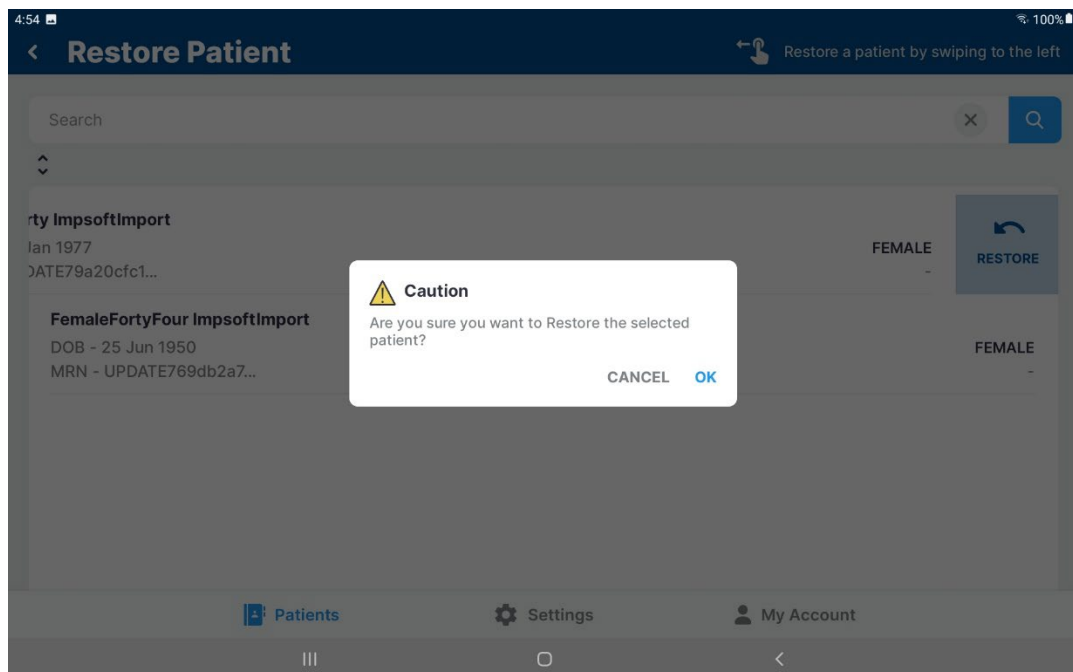 4:54 100%
Restore Patient
Restore a patient by swiping to the left
Search
rty ImpsoftImport
Jan 1977
DATE79a20cfc1...
FEMALE
-
RESTORE
Caution
Are you sure you want to Restore the selected
patient?
CANCEL OK
FemaleFortyFour ImpsoftImport
DOB - 25 Jun 1950
MRN - UPDATE769db2a7...
FEMALE
-
Patients Settings My Account